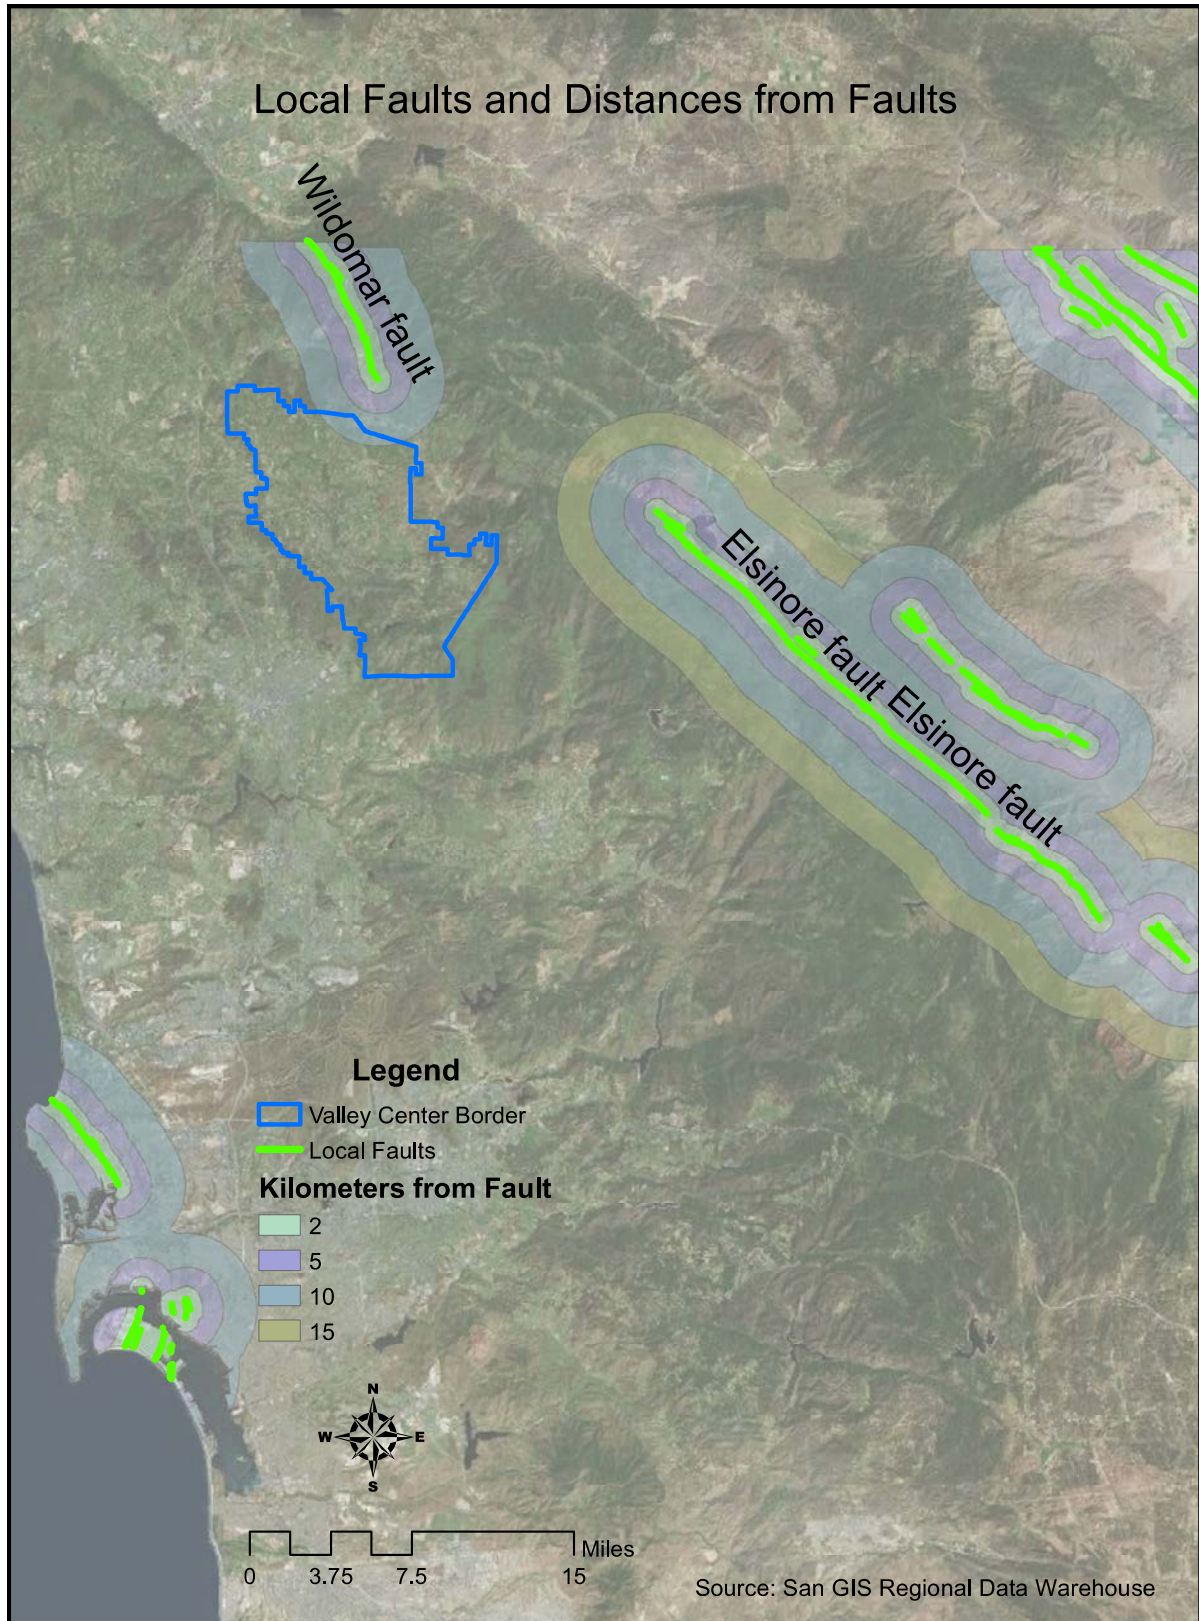 Local Faults and Distances from Faults
Wildomar fault
Elsinore fault
Elsinore fault
Legend
Valley Center Border
Local Faults
Kilometers from Fault
2
5
10
15
N
W E
S
Miles
0 3.75 7.5 15
Source: San GIS Regional Data Warehouse